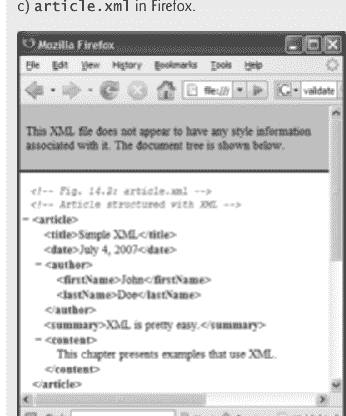 c) article.xml in Firefox.
Mozilla Firefox
File Edit View History Bookmarks Tools Help
file:// validate
This XML file does not appear to have any style information
associated with it. The document tree is shown below.
<!-- Fig. 14.2: article.xml -->
<!-- Article structured with XML -->
- <article>
<title>Simple XML</title>
<date>July 4, 2007</date>
- <author>
<firstName>John</firstName>
<lastName>Doe</lastName>
</author>
<summary>XML is pretty easy.</summary>
- <content>
This chapter presents examples that use XML.
</content>
</article>